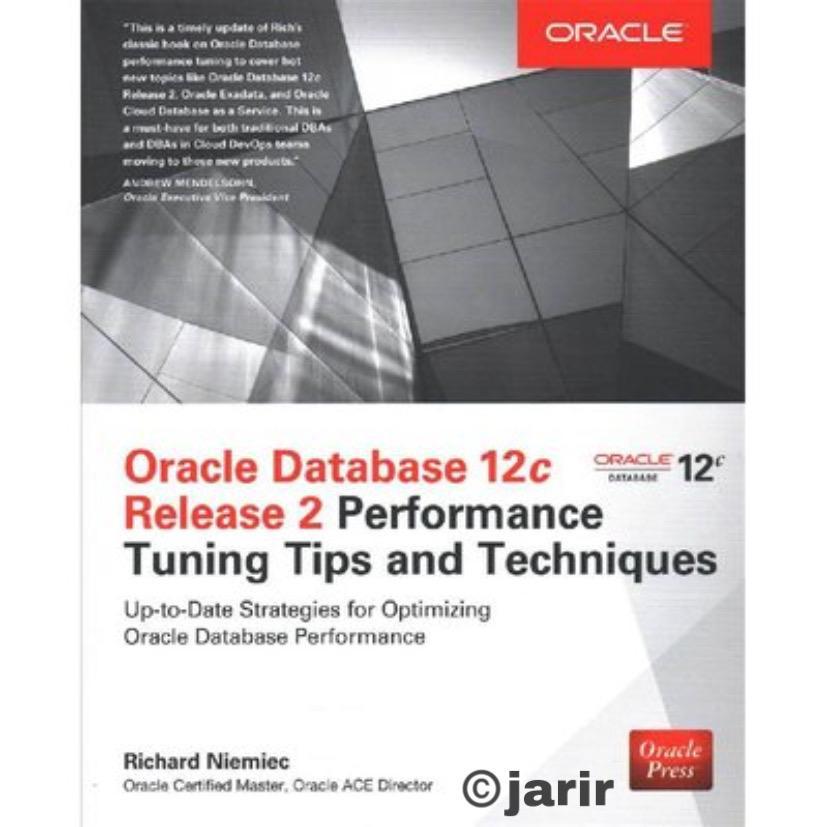 "This is a timely update of Rich's
classic book on Oracle Database
performance tuning to cover hot
new topics like Oracle Database 12c
Release 2, Oracle Exadata, and Oracle
Cloud Database as a Service. This is
a must-have for both traditional DBAs
and DBAs in Cloud DevOps teams
moving to these new products."
ANDREW MENDELSOHN,
Oracle Executive Vice President
ORACLE
Oracle Database 12c
Release 2 Performance
Tuning Tips and Techniques
ORACLE
DATABASE
12c
Up-to-Date Strategies for Optimizing
Oracle Database Performance
Richard Niemiec
Oracle Certified Master, Oracle ACE Director
Oracle
Press
© jarir